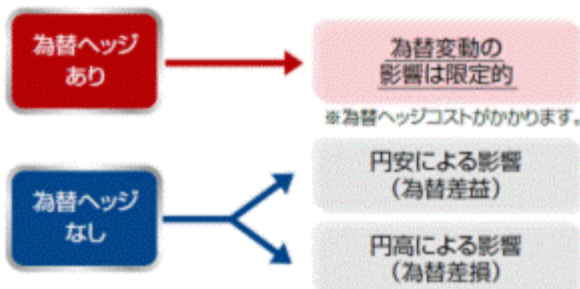 為替ヘッジ
あり
為替変動の
影響は限定的
※為替ヘッジコストがかかります。
為替ヘッジ
なし
円安による影響
（為替差益）
円高による影響
（為替差損）